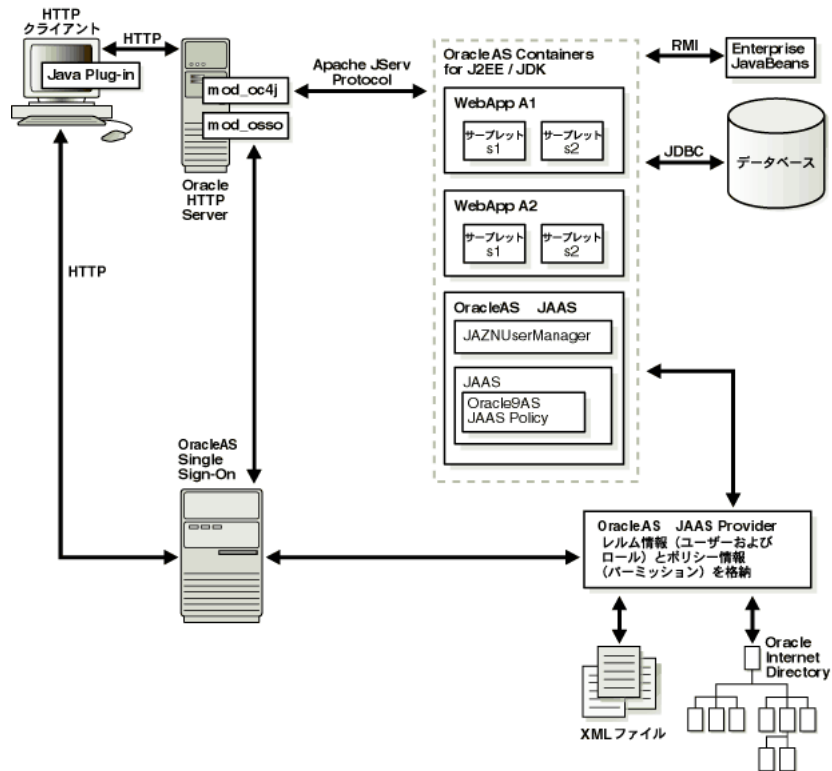 HTTP
クライアント
Java Plug-in
HTTP
mod_oc4j
mod_osso
Oracle
HTTP
Server
Apache JServ
Protocol
OracleAS Containers
for J2EE / JDK
WebApp A1
サーブレット
s1
サーブレット
s2
WebApp A2
サーブレット
s1
サーブレット
s2
OracleAS JAAS
JAZNUserManager
JAAS
Oracle9AS
JAAS Policy
RMI
Enterprise
JavaBeans
JDBC
データベース
HTTP
OracleAS
Single
Sign-On
OracleAS JAAS Provider
レルム情報（ユーザーおよび
ロール）とポリシー情報
（パーミッション）を格納
XMLファイル
Oracle
Internet
Directory